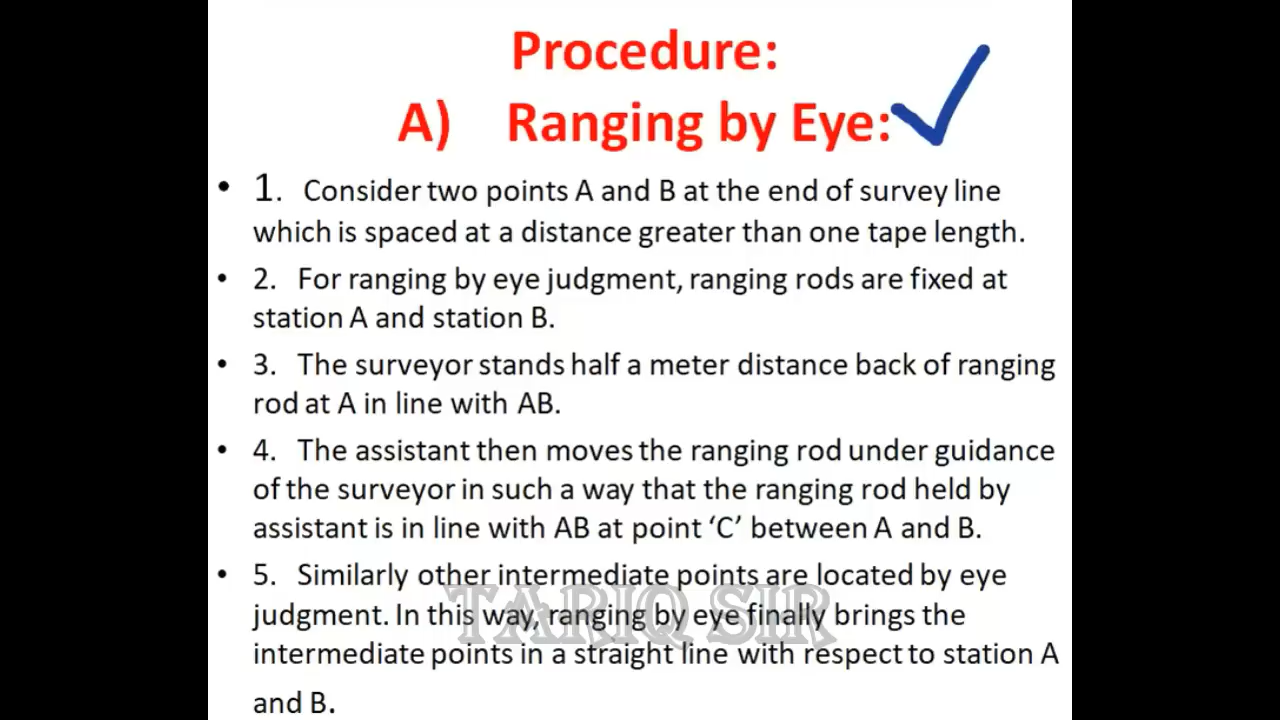 Procedure:
A) Ranging by Eye:
• 1. Consider two points A and B at the end of survey line
which is spaced at a distance greater than one tape length.
• 2. For ranging by eye judgment, ranging rods are fixed at
station A and station B.
• 3. The surveyor stands half a meter distance back of ranging
rod at A in line with AB.
• 4. The assistant then moves the ranging rod under guidance
of the surveyor in such a way that the ranging rod held by
assistant is in line with AB at point ‘C’ between A and B.
• 5. Similarly other intermediate points are located by eye
judgment. In this way, ranging by eye finally brings the
TARIQ SIR
intermediate points in a straight line with respect to station A
and B.